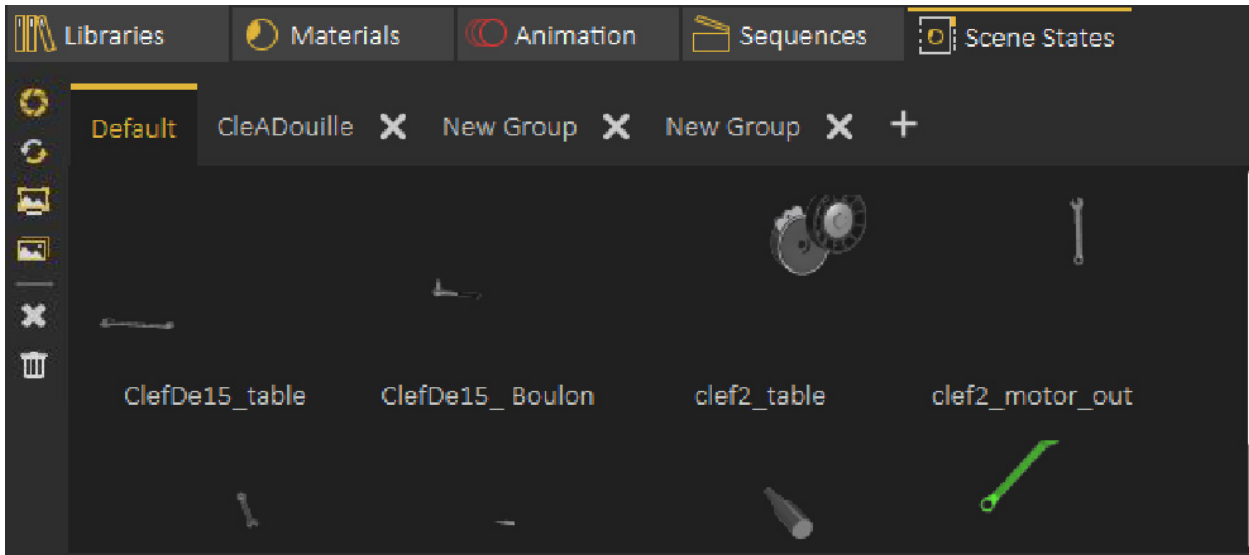 Libraries Materials Animation Sequences Scene States
Default CleADouille New Group New Group
ClefDe15_table ClefDe15_ Boulon clef2_table clef2_motor_out